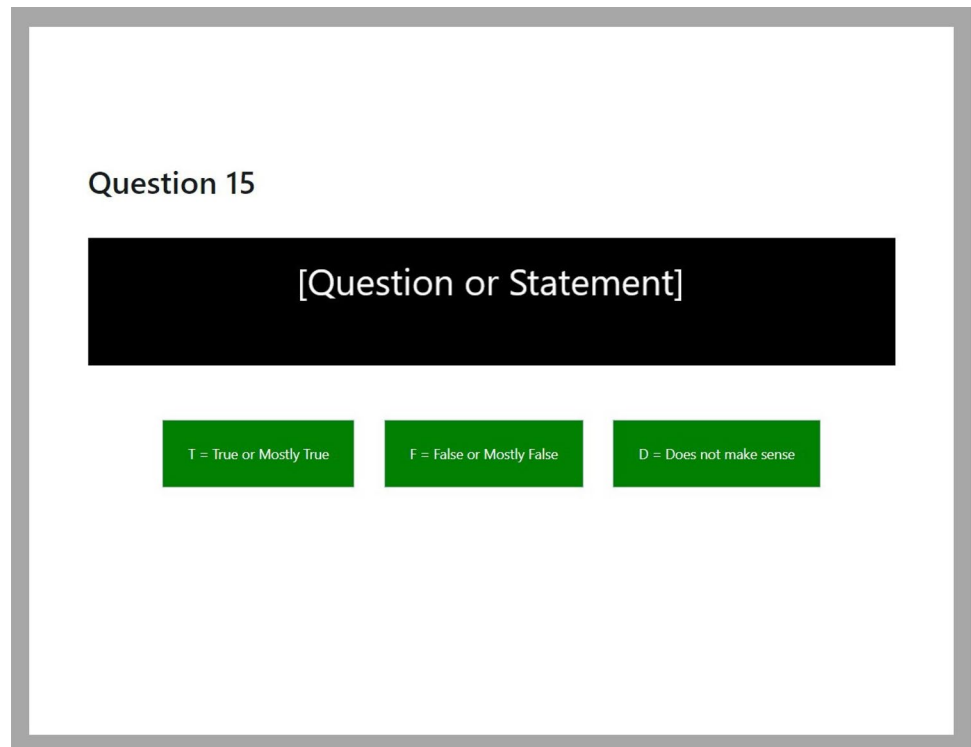 Question 15
[Question or Statement]
T = True or Mostly True
F = False or Mostly False
D = Does not make sense